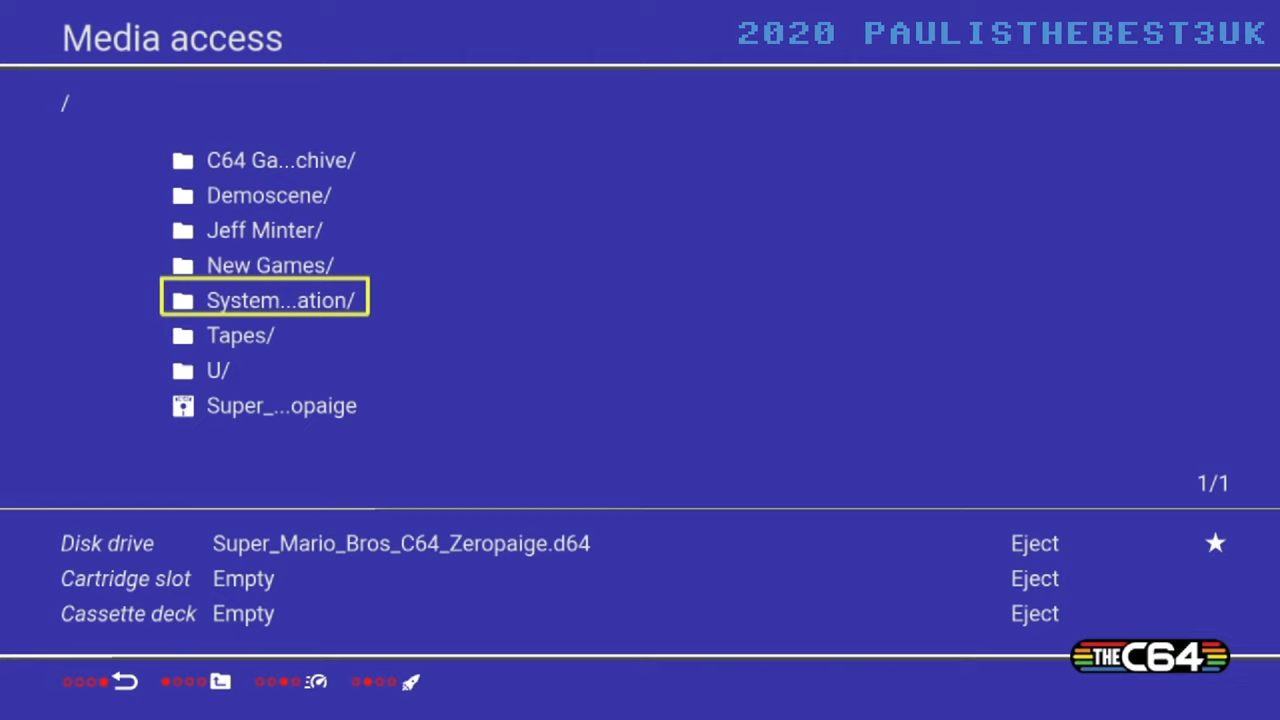 Media access
2020 PAULISTHEBEST3UK
/
C64 Ga...chive/
Demoscene/
Jeff Minter/
New Games/
System...ation/
Tapes/
U/
Super_...opaige
1/1
Disk drive Super_Mario_Bros_C64_Zeropaige.d64 Eject
Cartridge slot Empty Eject
Cassette deck Empty Eject
THEC64